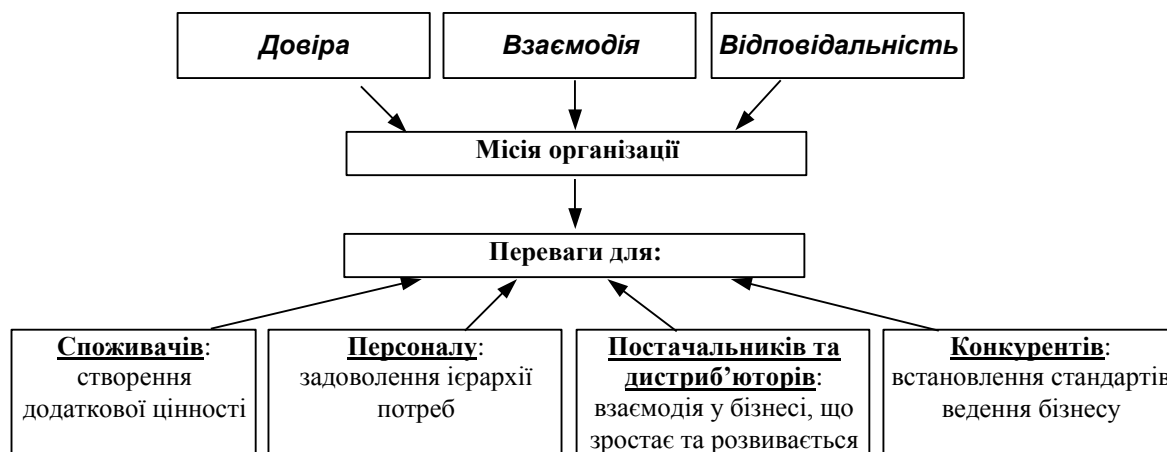 Довіра
Взаємодія
Відповідальність
Місія організації
Переваги для:
Споживачів:
створення
додаткової цінності
Персоналу:
задоволення ієрархії
потреб
Постачальників та
дистриб’юторів:
взаємодія у бізнесі, що
зростає та розвивається
Конкурентів:
встановлення стандартів
ведення бізнесу